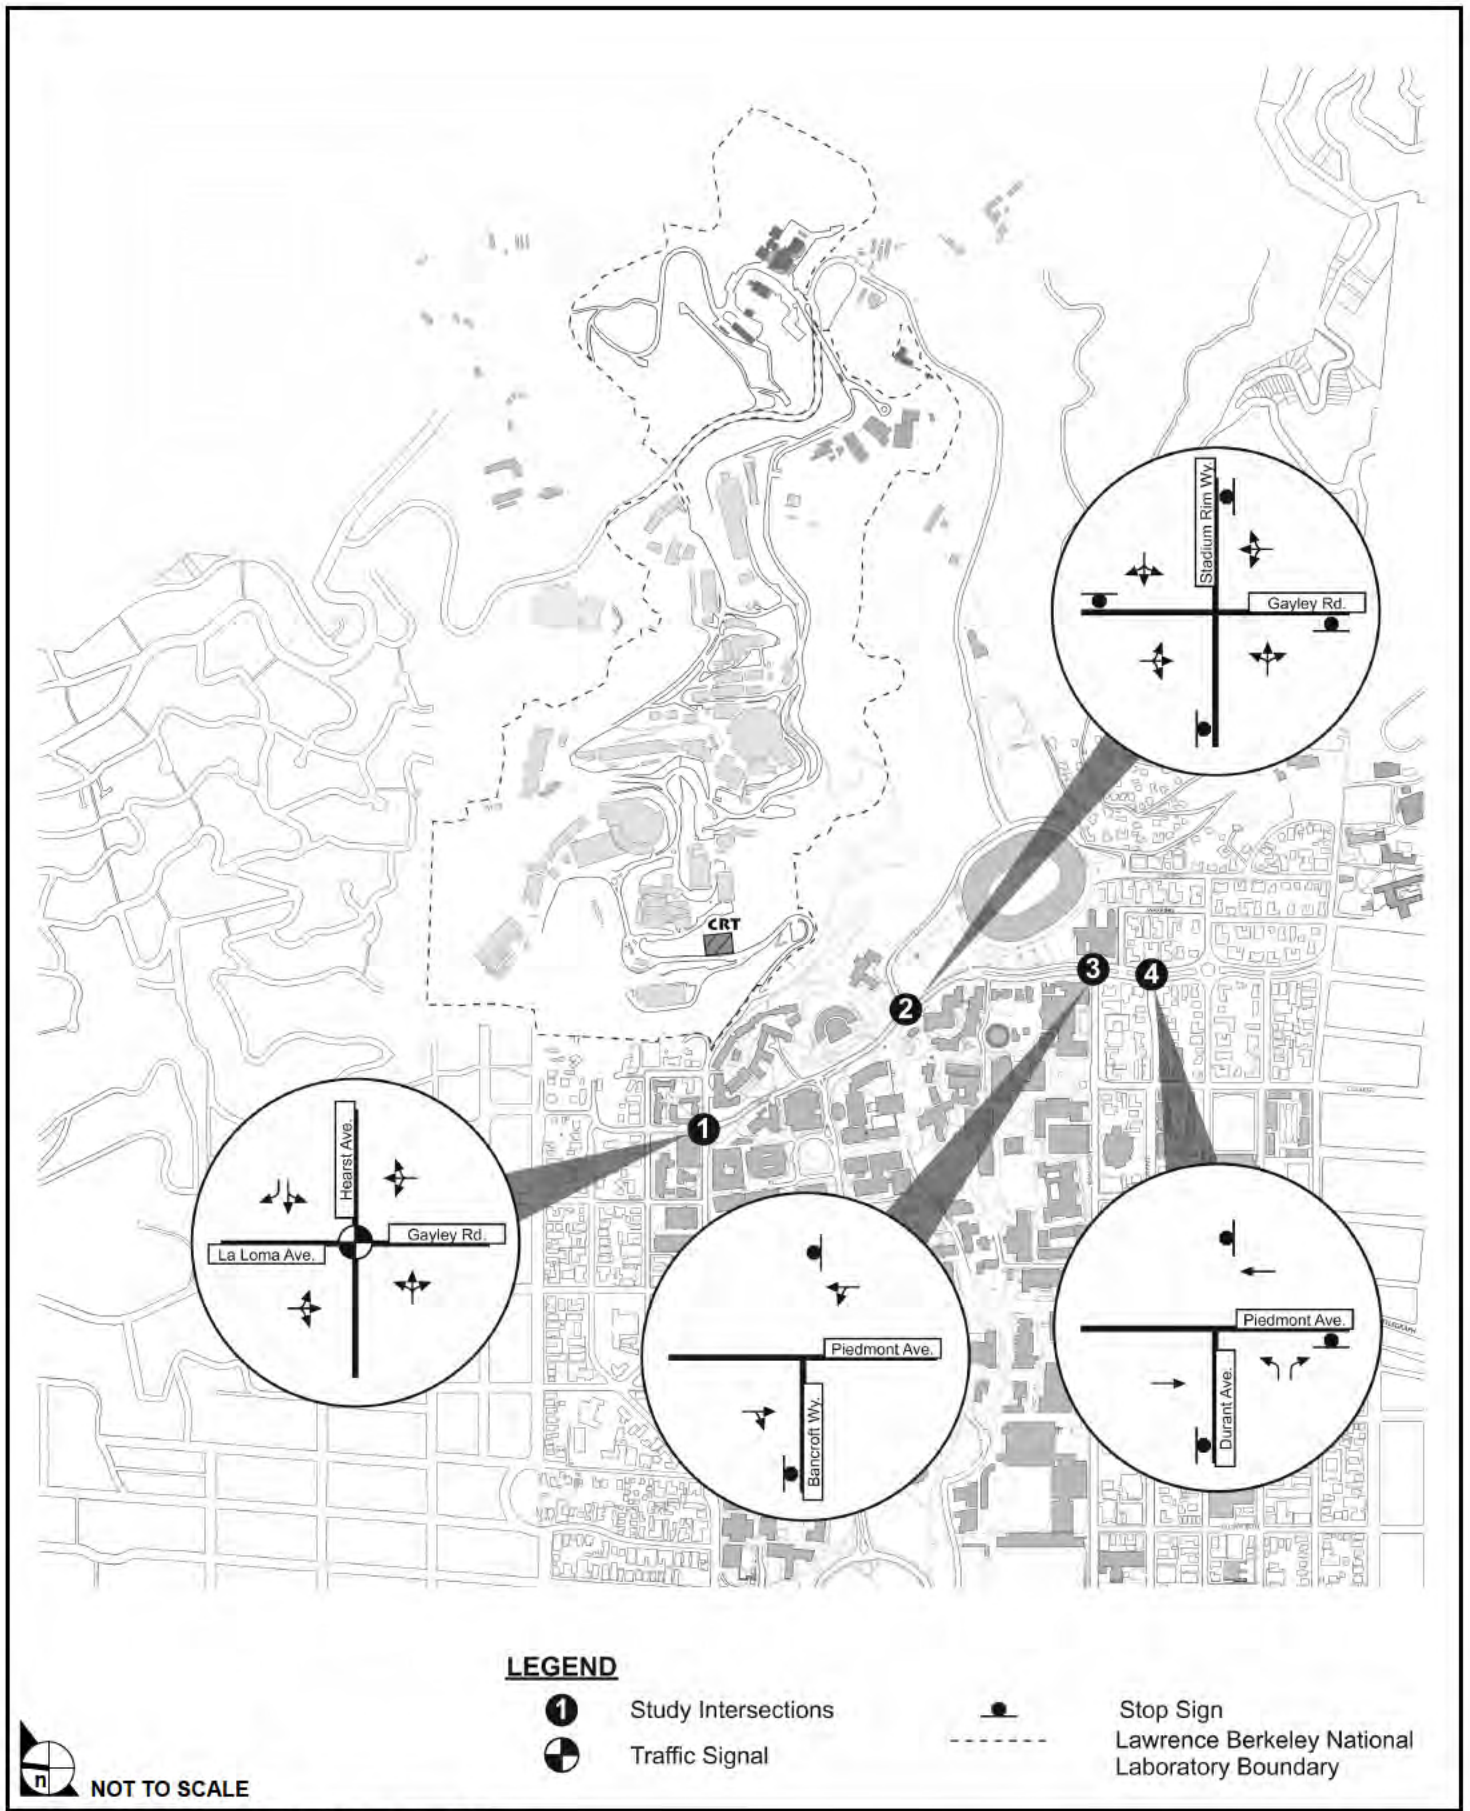 Stadium Rim Wy.
Gayley Rd.
CRT
3
4
2
1
Hearst Ave.
Gayley Rd.
La Loma Ave.
Piedmont Ave.
Bancroft Wy.
Piedmont Ave.
Durant Ave.
LEGEND
1 Study Intersections
Traffic Signal
Stop Sign
Lawrence Berkeley National
Laboratory Boundary
n
NOT TO SCALE